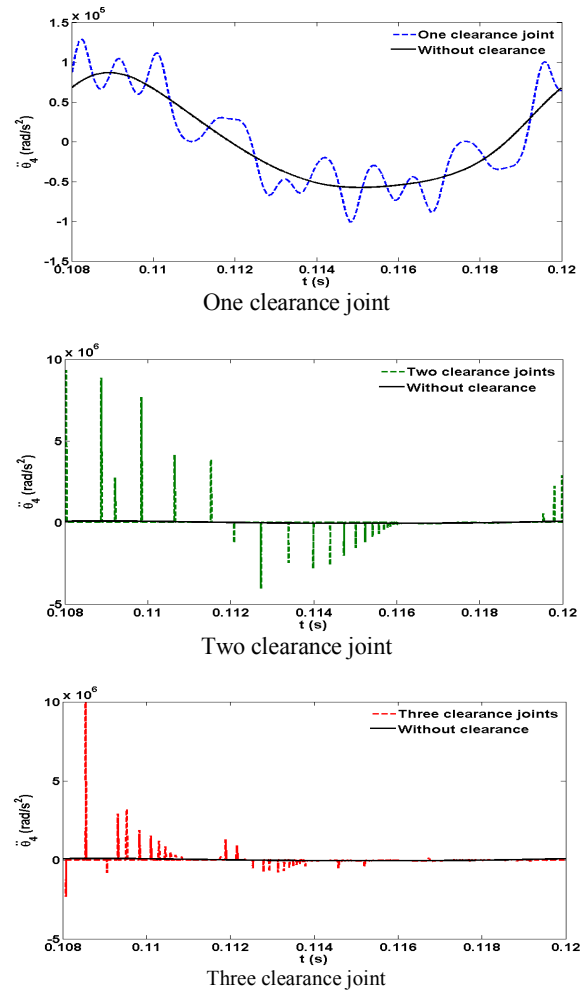 x 10^5
1.5
1
0.5
0
-0.5
-1
-1.5
θ̈4 (rad/s²)
One clearance joint
Without clearance
0.108 0.11 0.112 0.114 0.116 0.118 0.12
t (s)
One clearance joint
x 10^6
10
5
0
-5
θ̈4 (rad/s²)
Two clearance joints
Without clearance
0.108 0.11 0.112 0.114 0.116 0.118 0.12
t (s)
Two clearance joint
x 10^6
10
5
0
-5
θ̈4 (rad/s²)
Three clearance joints
Without clearance
0.108 0.11 0.112 0.114 0.116 0.118 0.12
t (s)
Three clearance joint